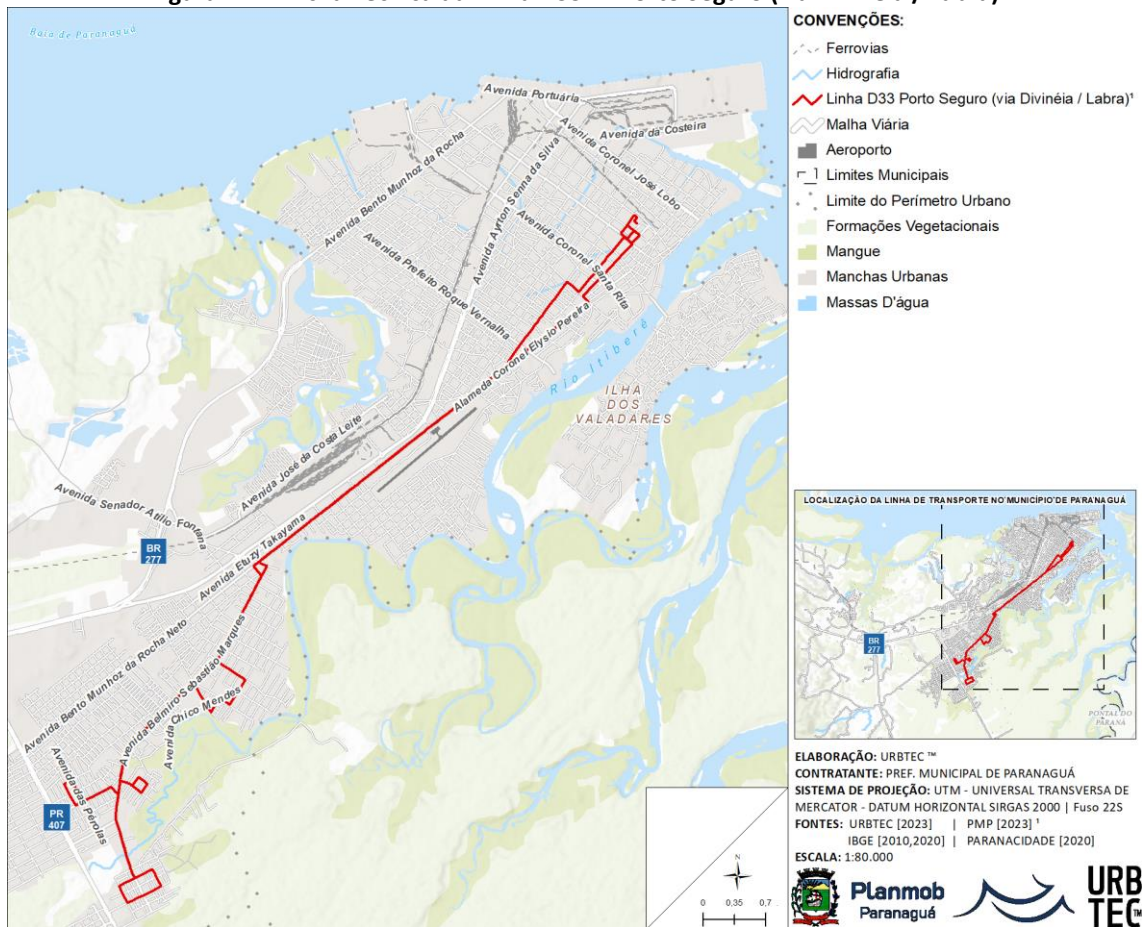 Baía de Paranaguá
Avenida Portuária
Avenida da Costeira
Avenida Coronel José Lobo
Avenida Bento Munhoz da Rocha
Avenida Ayrton Senna da Silva
Avenida Coronel Santa Rita
Avenida Prefeito Roque Vernalha
Alameda Coronel Elysio Pereira
Rio Itiberê
ILHA
DOS
VALADARES
Avenida José da Costa Leite
Avenida Senador Atílio Fontana
BR
277
Avenida Etuzy Takayama
Avenida Bento Munhoz da Rocha Neto
Avenida Belmiro Sebastião Marques
Avenida Chico Mendes
Avenida das Pérolas
PR
407
N
0 0,35 0,7
CONVENÇÕES:
Ferrovias
Hidrografia
Linha D33 Porto Seguro (via Divinéia / Labra)¹
Malha Viária
Aeroporto
Limites Municipais
Limite do Perímetro Urbano
Formações Vegetacionais
Mangue
Manchas Urbanas
Massas D'água
LOCALIZAÇÃO DA LINHA DE TRANSPORTE NO MUNICÍPIO DE PARANAGUÁ
BR
277
PONTAL DO
PARANÁ
ELABORAÇÃO: URBTEC ™
CONTRATANTE: PREF. MUNICIPAL DE PARANAGUÁ
SISTEMA DE PROJEÇÃO: UTM - UNIVERSAL TRANSVERSA DE
MERCATOR - DATUM HORIZONTAL SIRGAS 2000 | Fuso 22S
FONTES: URBTEC [2023] | PMP [2023] ¹
IBGE [2010,2020] | PARANACIDADE [2020]
ESCALA: 1:80.000
Planmob
Paranaguá
URB
TEC™